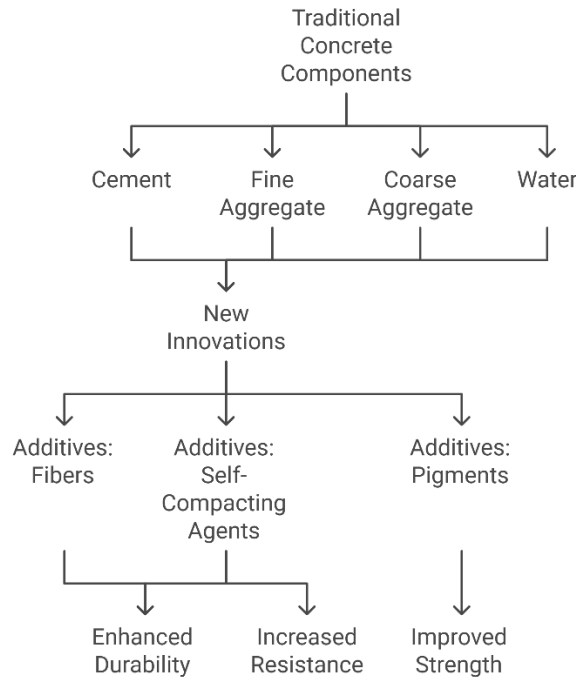 Traditional
Concrete
Components
Cement
Fine
Aggregate
Coarse
Aggregate
Water
New
Innovations
Additives:
Fibers
Additives:
Self-
Compacting
Agents
Additives:
Pigments
Enhanced
Durability
Increased
Resistance
Improved
Strength